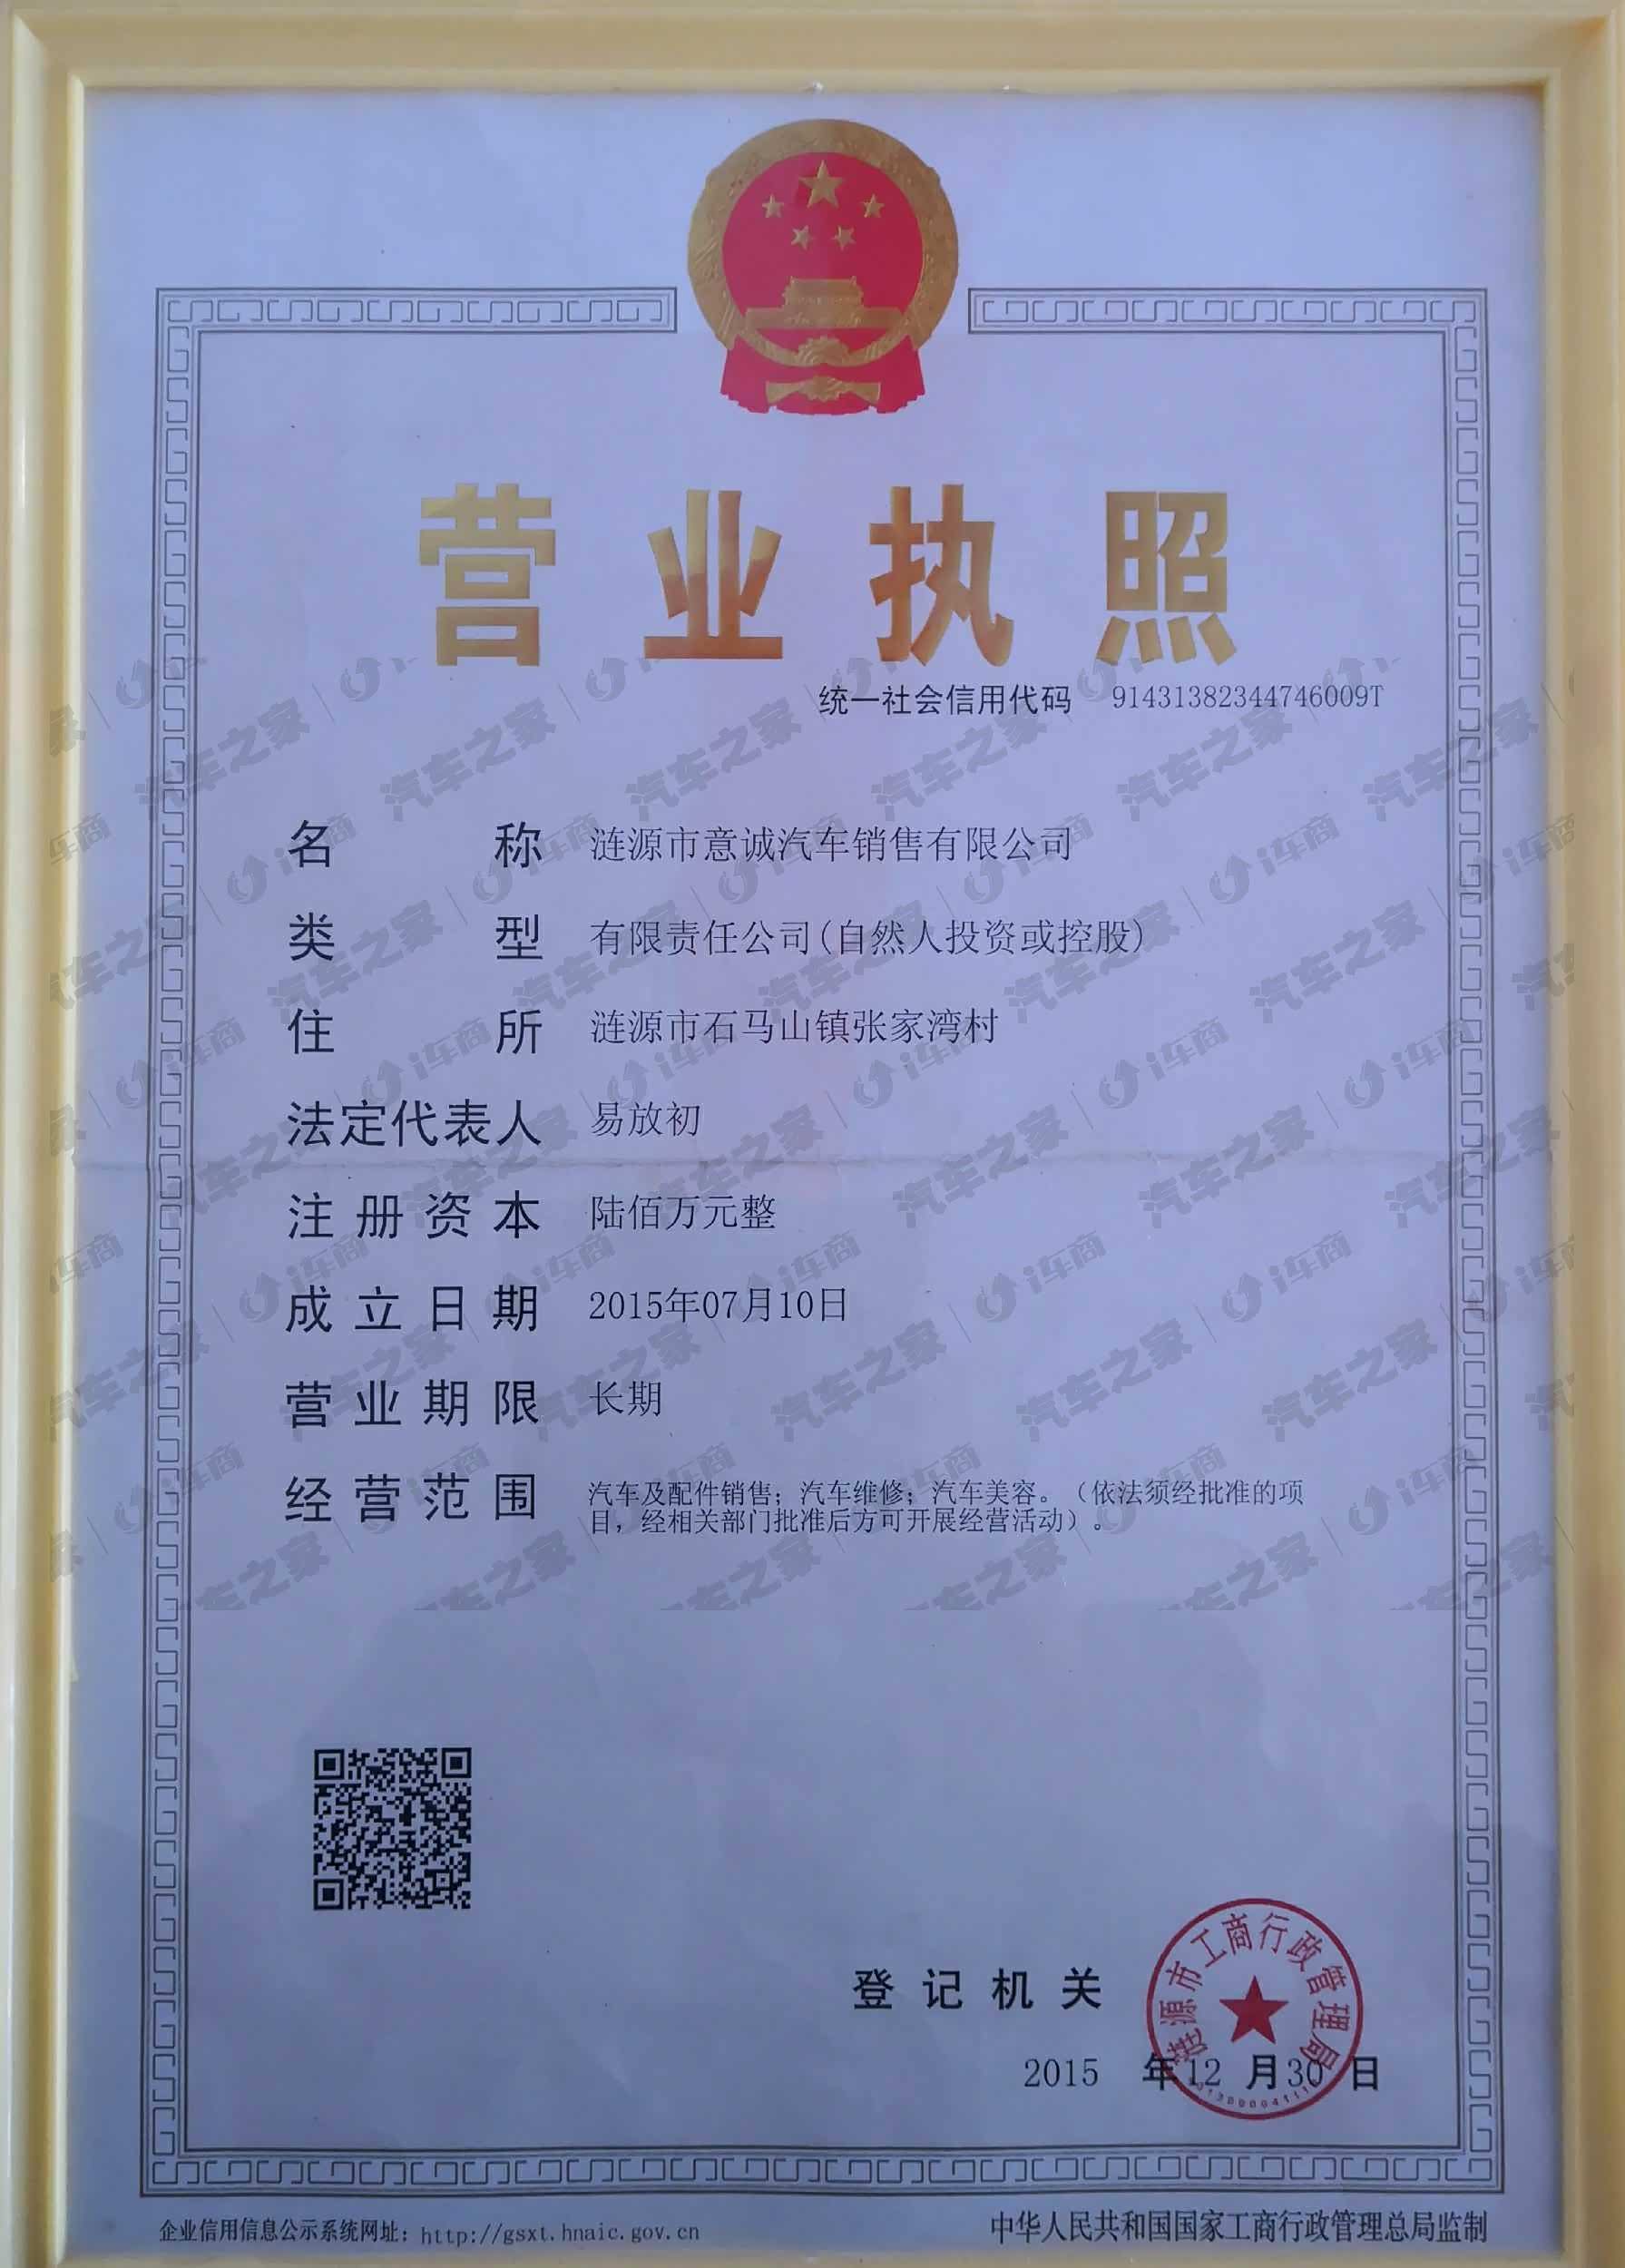 营业执照
统一社会信用代码 91431382344746009T
名称 涟源市意诚汽车销售有限公司
类型 有限责任公司(自然人投资或控股)
住所 涟源市石马山镇张家湾村
法定代表人 易放初
注册资本 陆佰万元整
成立日期 2015年07月10日
营业期限 长期
经营范围 汽车及配件销售；汽车维修；汽车美容。（依法须经批准的项
目，经相关部门批准后方可开展经营活动）。
登记机关
涟源市工商行政管理局
2015 年12 月30 日
企业信用信息公示系统网址：http://gsxt.hnaic.gov.cn
中华人民共和国国家工商行政管理总局监制
汽车之家 | i车商